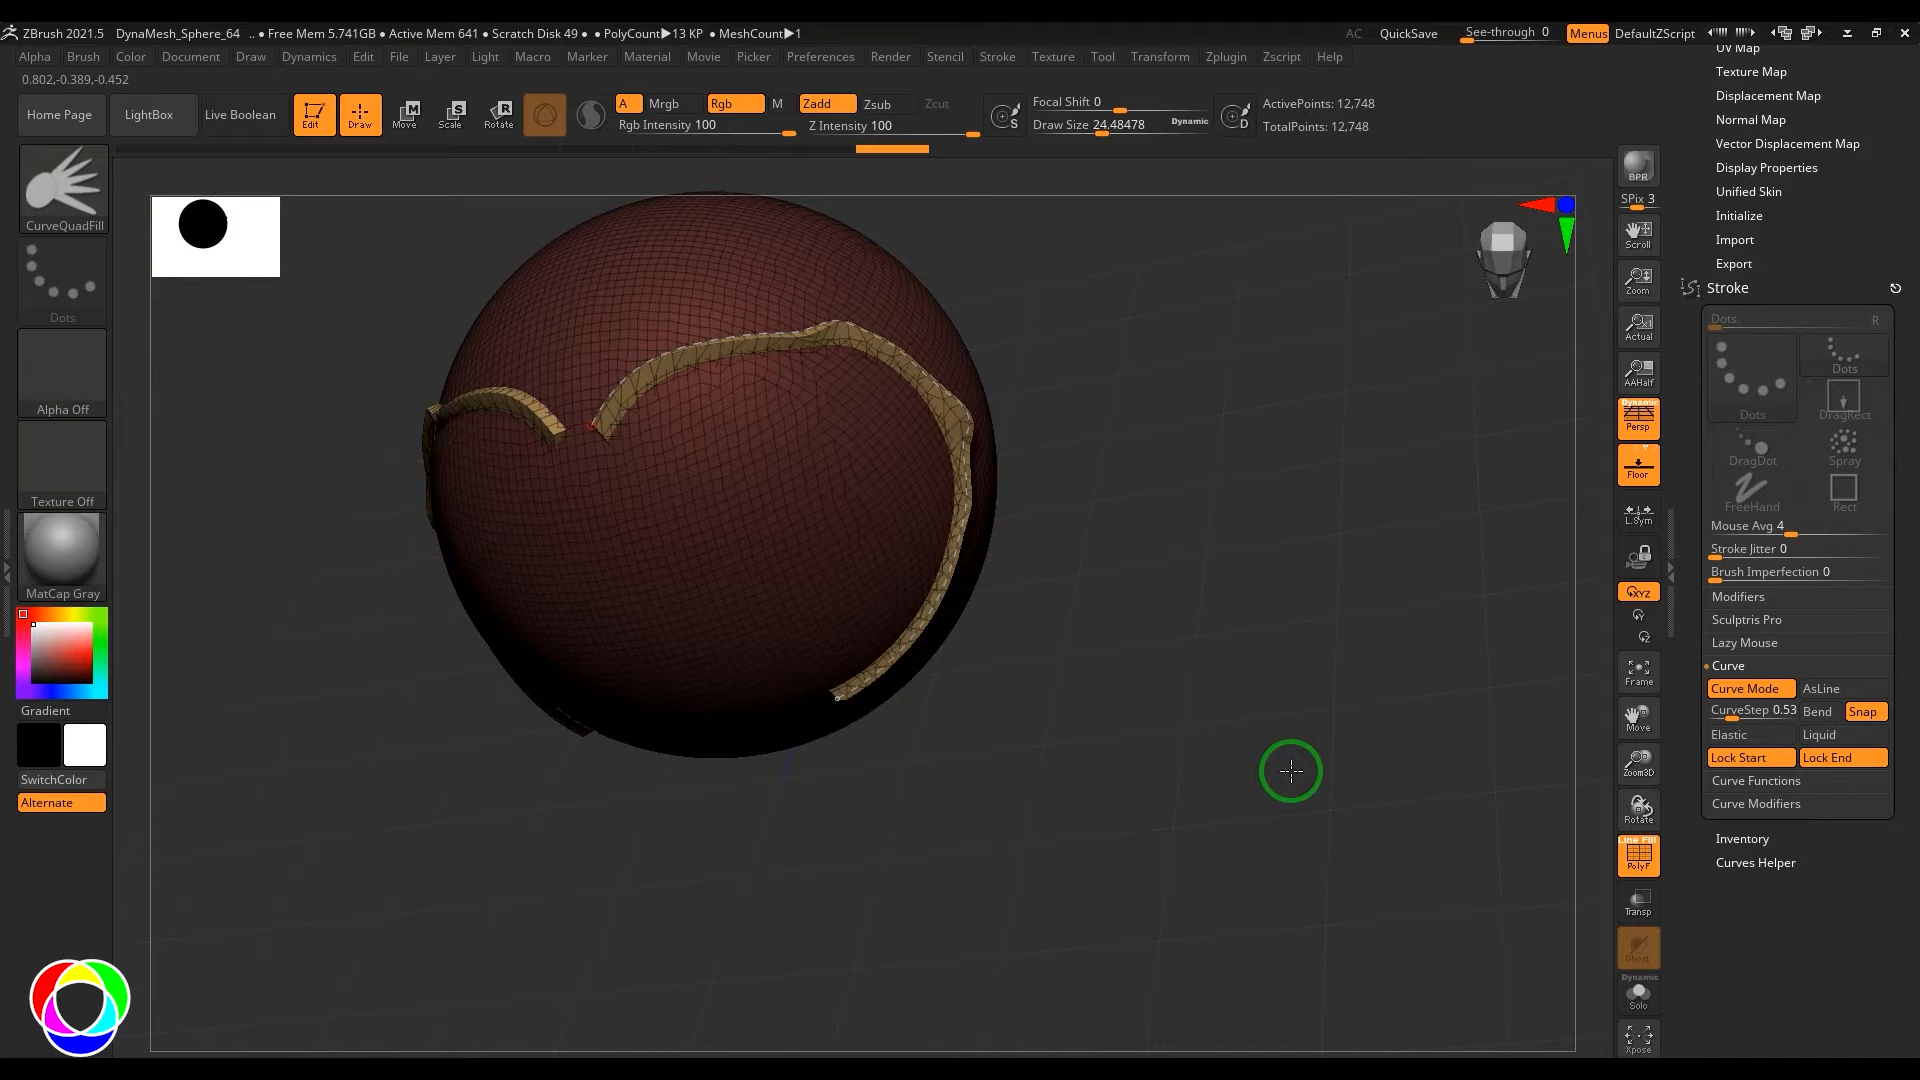 ZBrush 2021.5 DynaMesh_Sphere_64 .. ● Free Mem 5.741GB ● Active Mem 641 ● Scratch Disk 49 ● ● PolyCount▶13 KP ● MeshCount▶1 AC QuickSave See-through 0 Menus DefaultZScript
Alpha Brush Color Document Draw Dynamics Edit File Layer Light Macro Marker Material Movie Picker Preferences Render Stencil Stroke Texture Tool Transform Zplugin Zscript Help
0.802,-0.389,-0.452
Home Page LightBox Live Boolean Edit Draw Move Scale Rotate
M S R
A Mrgb Rgb M Zadd Zsub Zcut
Rgb Intensity 100 Z Intensity 100
S Focal Shift 0
Draw Size 24.48478 Dynamic D
ActivePoints: 12,748
TotalPoints: 12,748
CurveQuadFill
Dots
Alpha Off
Texture Off
MatCap Gray
Gradient
SwitchColor
Alternate
BPR
SPix 3
Scroll
Zoom
Actual
AAHalf
Dynamic
Persp
Floor
L.Sym
XYZ
Y
Z
Frame
Move
Zoom3D
Rotate
Line Fill
PolyF
Transp
Ghost
Dynamic
Solo
Xpose
UV Map
Texture Map
Displacement Map
Normal Map
Vector Displacement Map
Display Properties
Unified Skin
Initialize
Import
Export
Stroke
Dots. R
Dots Dots
DragRect
DragDot Spray
FreeHand Rect
Mouse Avg 4
Stroke Jitter 0
Brush Imperfection 0
Modifiers
Sculptris Pro
Lazy Mouse
Curve
Curve Mode AsLine
CurveStep 0.53 Bend Snap
Elastic Liquid
Lock Start Lock End
Curve Functions
Curve Modifiers
Inventory
Curves Helper